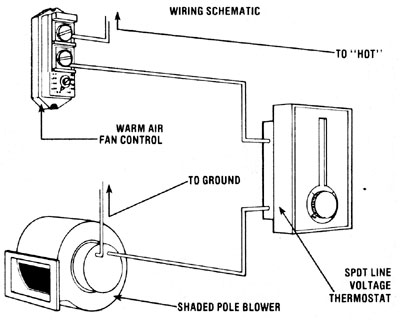 WIRING SCHEMATIC
TO "HOT"
WARM AIR
FAN CONTROL
TO GROUND
SPDT LINE
VOLTAGE
THERMOSTAT
SHADED POLE BLOWER